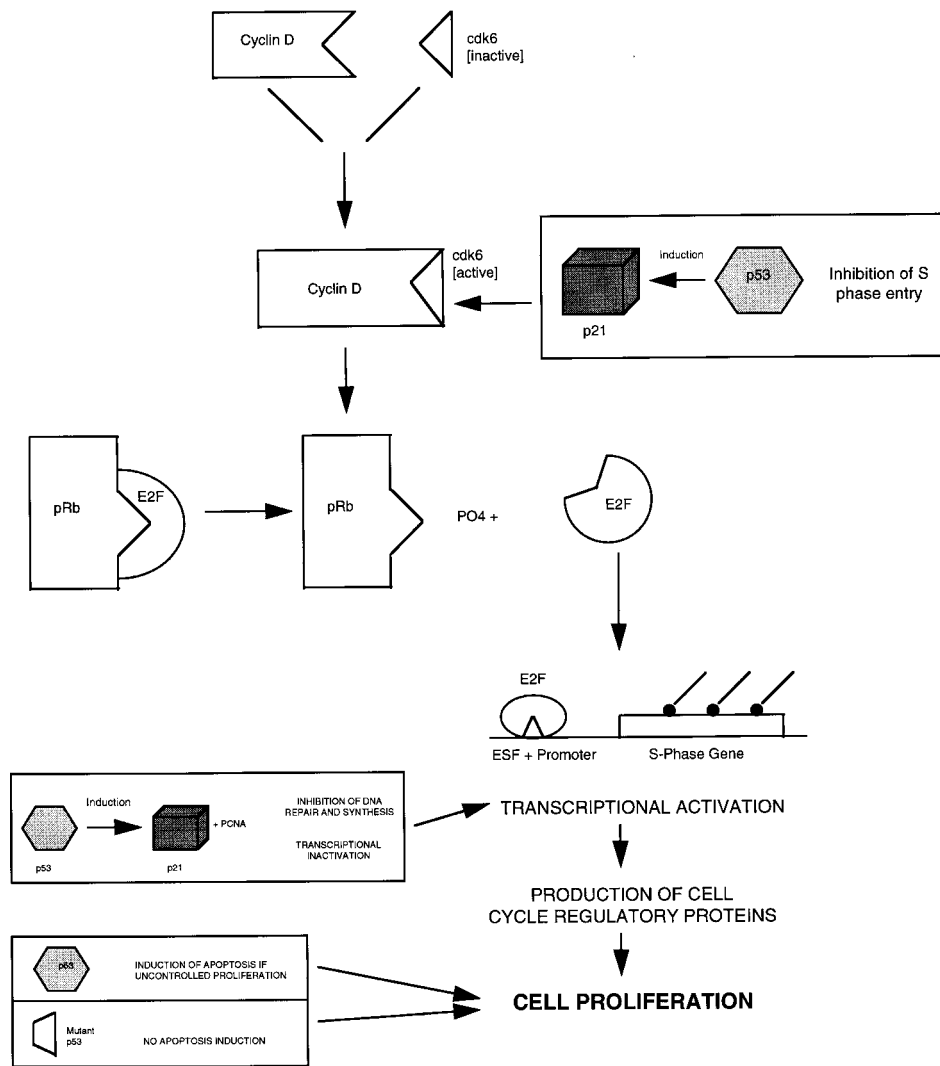 Cyclin D
cdk6
[inactive]
Cyclin D
cdk6
[active]
Induction
p53
p21
Inhibition of S
phase entry
pRb
E2F
pRb
PO4 +
E2F
E2F
ESF + Promoter
S-Phase Gene
Induction
+ PCNA
p53
p21
INHIBITION OF DNA
REPAIR AND SYNTHESIS
TRANSCRIPTIONAL
INACTIVATION
TRANSCRIPTIONAL ACTIVATION
PRODUCTION OF CELL
CYCLE REGULATORY PROTEINS
p53
INDUCTION OF APOPTOSIS IF
UNCONTROLLED PROLIFERATION
Mutant
p53
NO APOPTOSIS INDUCTION
CELL PROLIFERATION